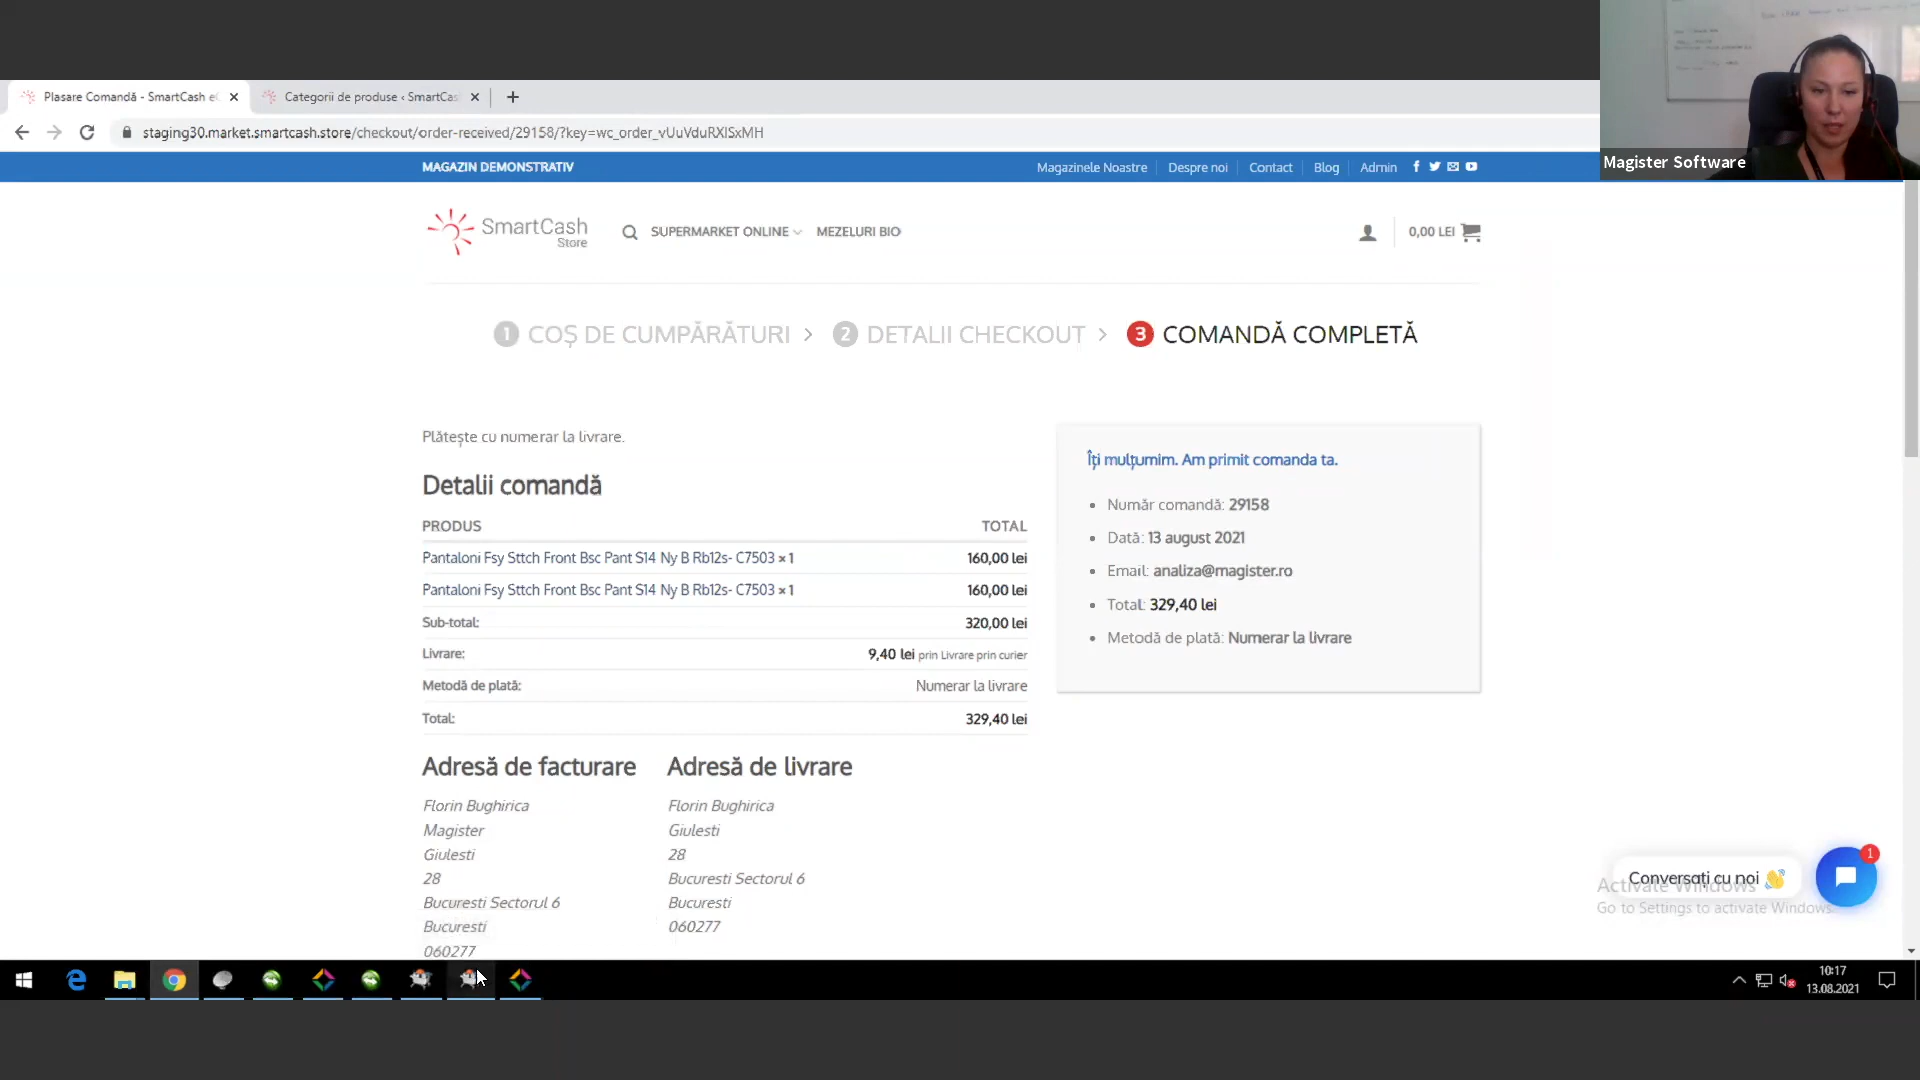 Plasare Comandă - SmartCash eC
Categorii de produse ‹ SmartCas
staging30.market.smartcash.store/checkout/order-received/29158/?key=wc_order_vUuVduRXlSxMH
Magister Software
MAGAZIN DEMONSTRATIV
Magazinele Noastre
Despre noi
Contact
Blog
Admin
SmartCash
Store
SUPERMARKET ONLINE
MEZELURI BIO
0,00 LEI
1 COȘ DE CUMPĂRĂTURI
2 DETALII CHECKOUT
3 COMANDĂ COMPLETĂ
Plătește cu numerar la livrare.
Detalii comandă
PRODUS TOTAL
Pantaloni Fsy Sttch Front Bsc Pant S14 Ny B Rb12s- C7503 × 1 160,00 lei
Pantaloni Fsy Sttch Front Bsc Pant S14 Ny B Rb12s- C7503 × 1 160,00 lei
Sub-total: 320,00 lei
Livrare: 9,40 lei prin Livrare prin curier
Metodă de plată: Numerar la livrare
Total: 329,40 lei
Îți mulțumim. Am primit comanda ta.
Număr comandă: 29158
Dată: 13 august 2021
Email: analiza@magister.ro
Total: 329,40 lei
Metodă de plată: Numerar la livrare
Adresă de facturare
Florin Bughirica
Magister
Giulesti
28
Bucuresti Sectorul 6
Bucuresti
060277
Adresă de livrare
Florin Bughirica
Giulesti
28
Bucuresti Sectorul 6
Bucuresti
060277
Conversați cu noi 👋
1
Activate Windows
Go to Settings to activate Windows.
10:17
13.08.2021